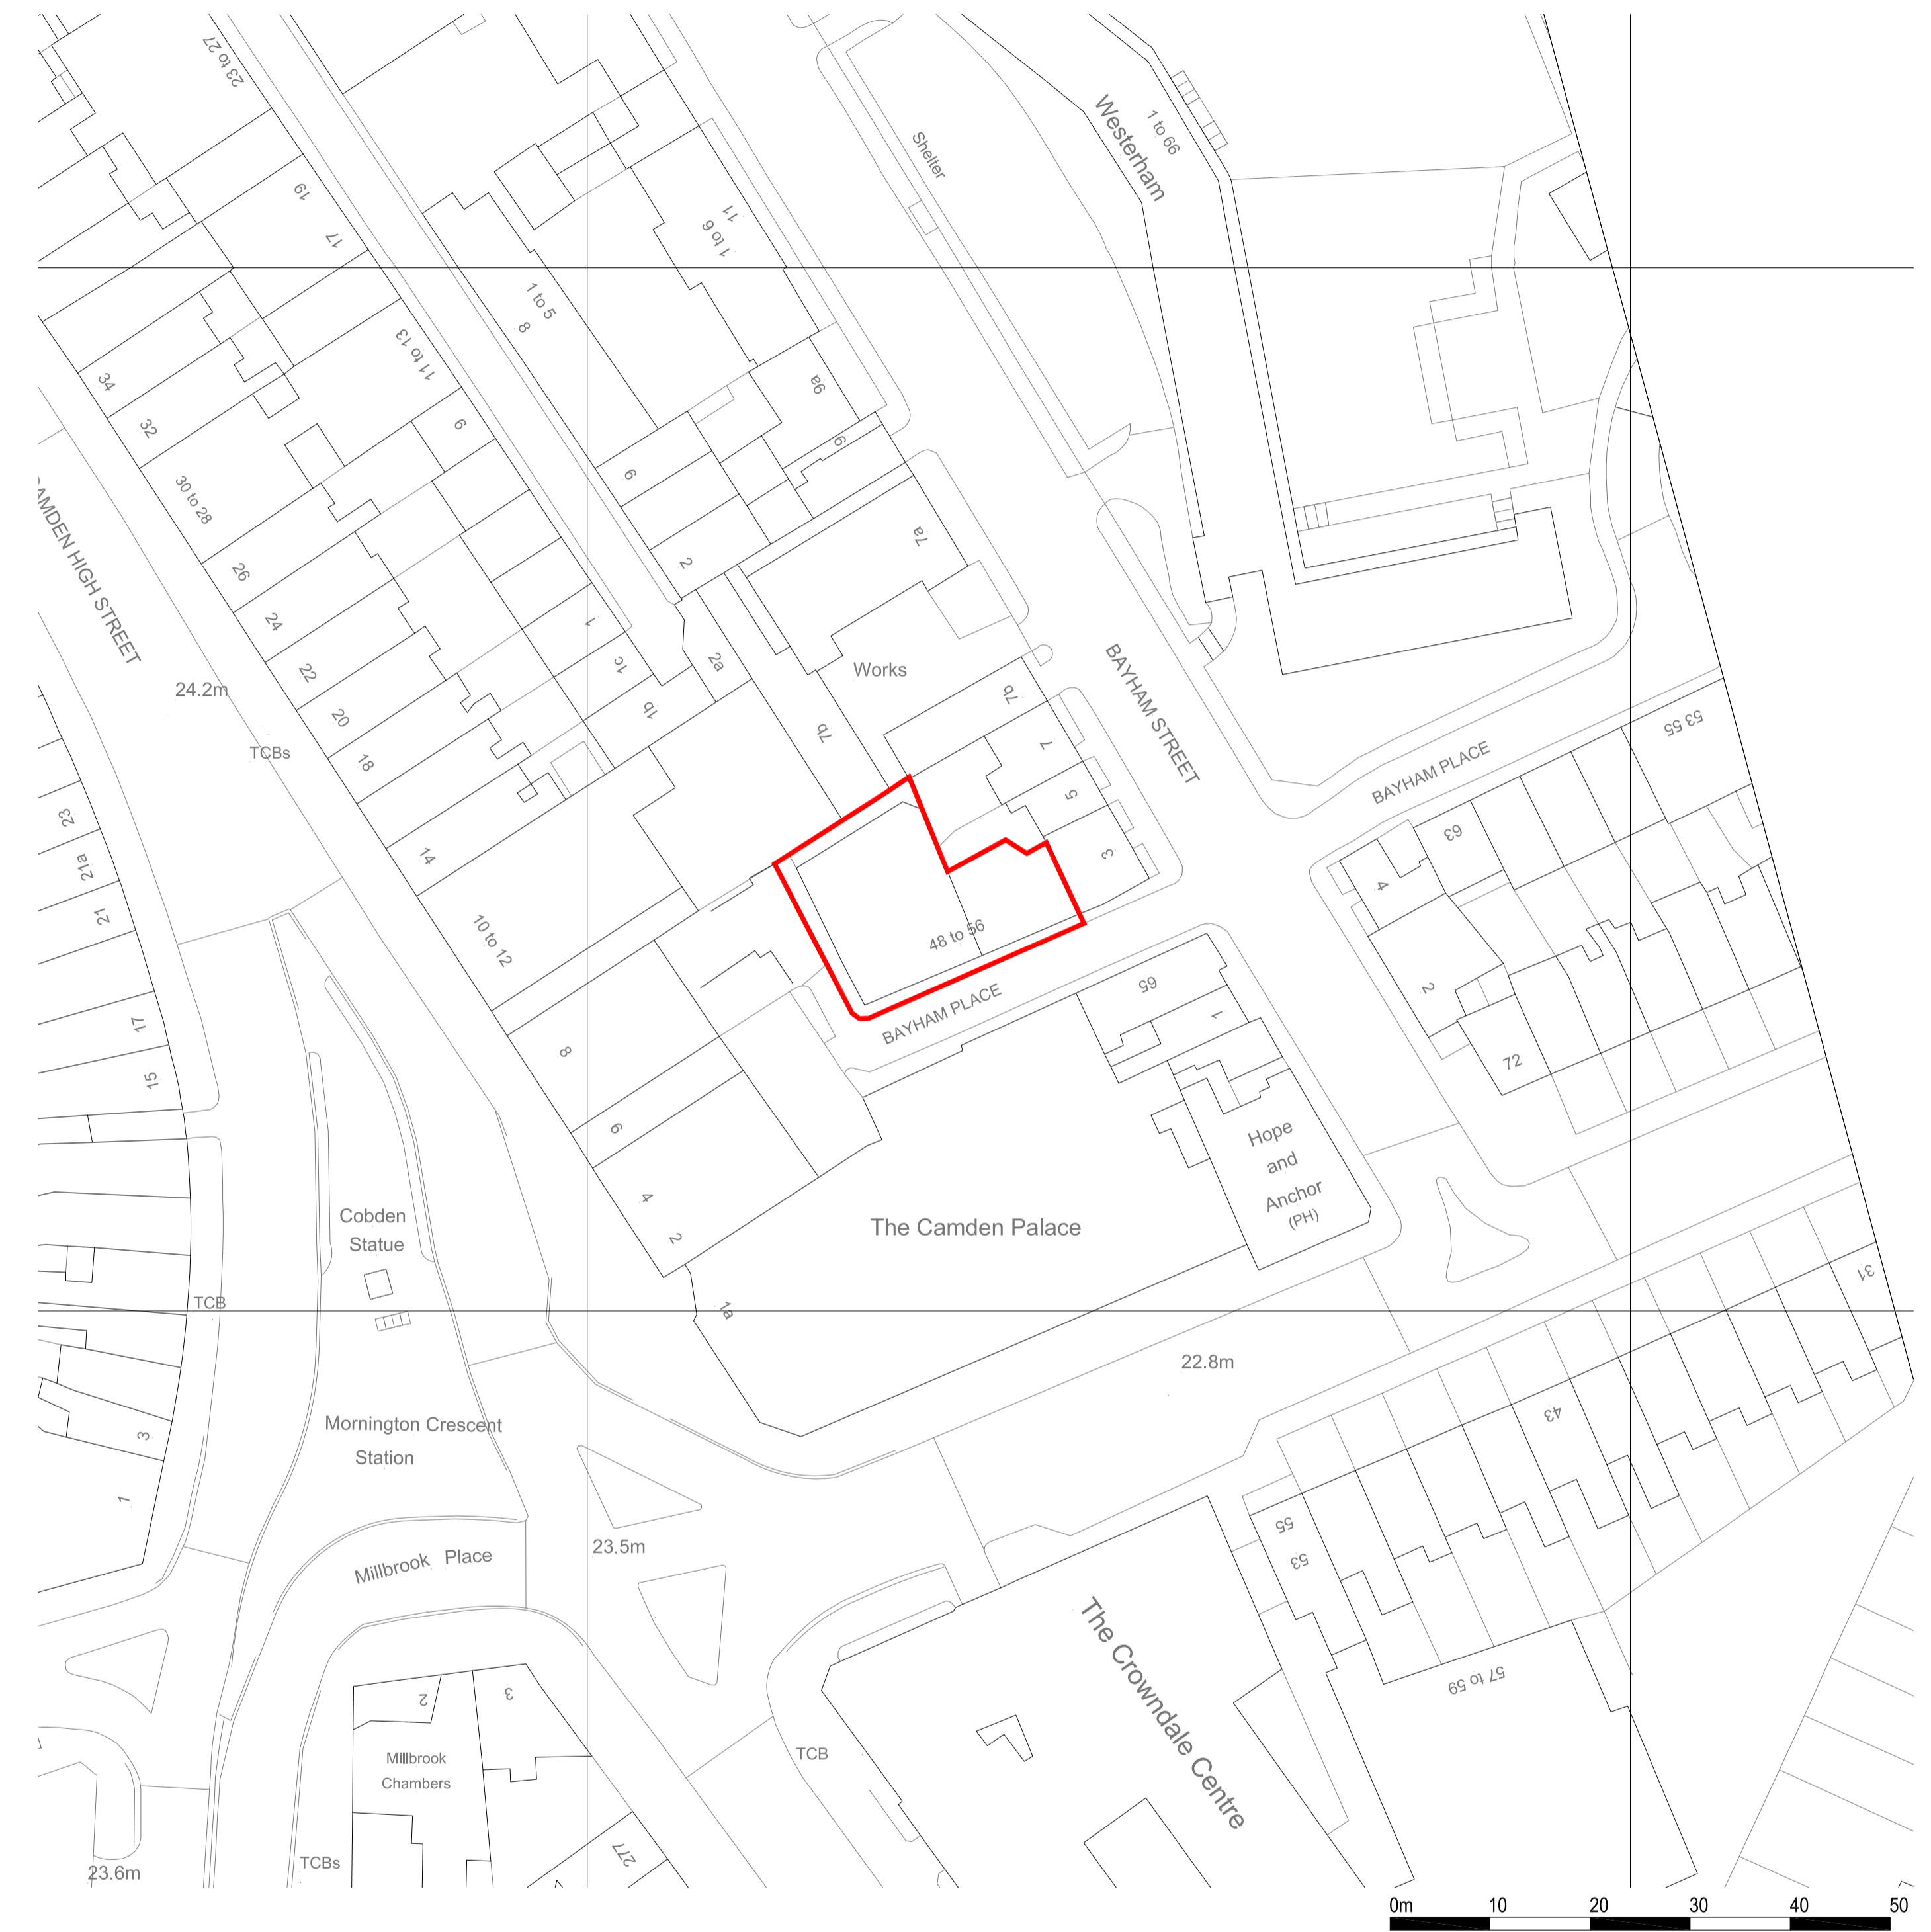 23 to 27
19
17
11 to 13
9
1 to 5
8
11
1 to 6
Shelter
Westerham
1 to 66
34
32
30 to 28
26
24
22
20
18
14
10 to 12
8
6
4
2
CAMDEN HIGH STREET
24.2m
TCBs
6
9a
9
2
7a
1
1c
1b
2a
7b
Works
7b
7
5
3
BAYHAM STREET
BAYHAM PLACE
53 55
63
4
2
72
23
21a
21
17
15
48 to 56
BAYHAM PLACE
65
1
Hope
and
Anchor
(PH)
The Camden Palace
1a
Cobden
Statue
TCB
22.8m
31
43
Mornington Crescent
Station
3
1
Millbrook Place
23.5m
55
53
57 to 59
The Crowndale Centre
TCB
2
3
Millbrook
Chambers
TCBs
277
23.6m
0m 10 20 30 40 50